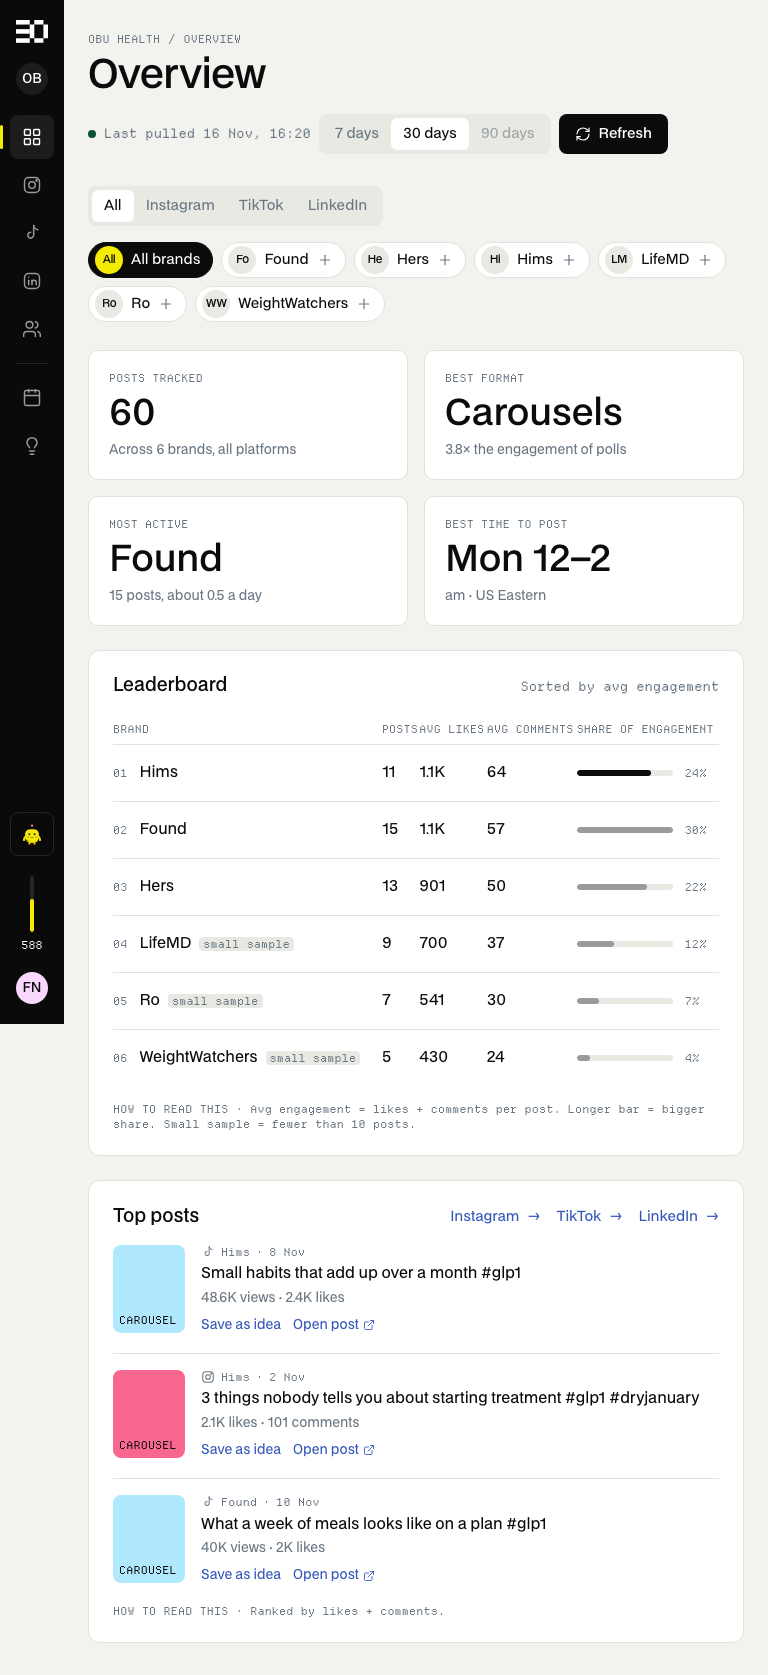 OB
588
FN
OBU HEALTH / OVERVIEW
Overview
Last pulled 16 Nov, 16:20 7 days 30 days 90 days Refresh
All Instagram TikTok LinkedIn
All All brands Fo Found He Hers Hi Hims LM LifeMD
Ro Ro WW WeightWatchers
POSTS TRACKED
60
Across 6 brands, all platforms
BEST FORMAT
Carousels
3.8× the engagement of polls
MOST ACTIVE
Found
15 posts, about 0.5 a day
BEST TIME TO POST
Mon 12–2
am · US Eastern
Leaderboard Sorted by avg engagement
BRAND POSTS AVG LIKES AVG COMMENTS SHARE OF ENGAGEMENT
01 Hims 11 1.1K 64 24%
02 Found 15 1.1K 57 30%
03 Hers 13 901 50 22%
04 LifeMD small sample 9 700 37 12%
05 Ro small sample 7 541 30 7%
06 WeightWatchers small sample 5 430 24 4%
HOW TO READ THIS · Avg engagement = likes + comments per post. Longer bar = bigger
share. Small sample = fewer than 10 posts.
Top posts Instagram → TikTok → LinkedIn →
Hims · 8 Nov
Small habits that add up over a month #glp1
48.6K views · 2.4K likes
CAROUSEL
Save as idea Open post
Hims · 2 Nov
3 things nobody tells you about starting treatment #glp1 #dryjanuary
2.1K likes · 101 comments
CAROUSEL
Save as idea Open post
Found · 10 Nov
What a week of meals looks like on a plan #glp1
40K views · 2K likes
CAROUSEL
Save as idea Open post
HOW TO READ THIS · Ranked by likes + comments.